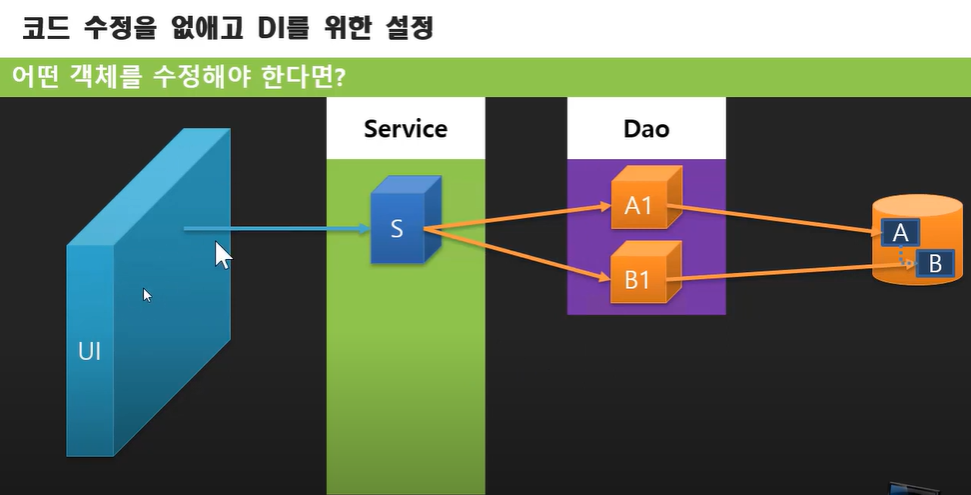 코드 수정을 없애고 DI를 위한 설정
어떤 객체를 수정해야 한다면?
Service
Dao
UI
S
A1
B1
A
B